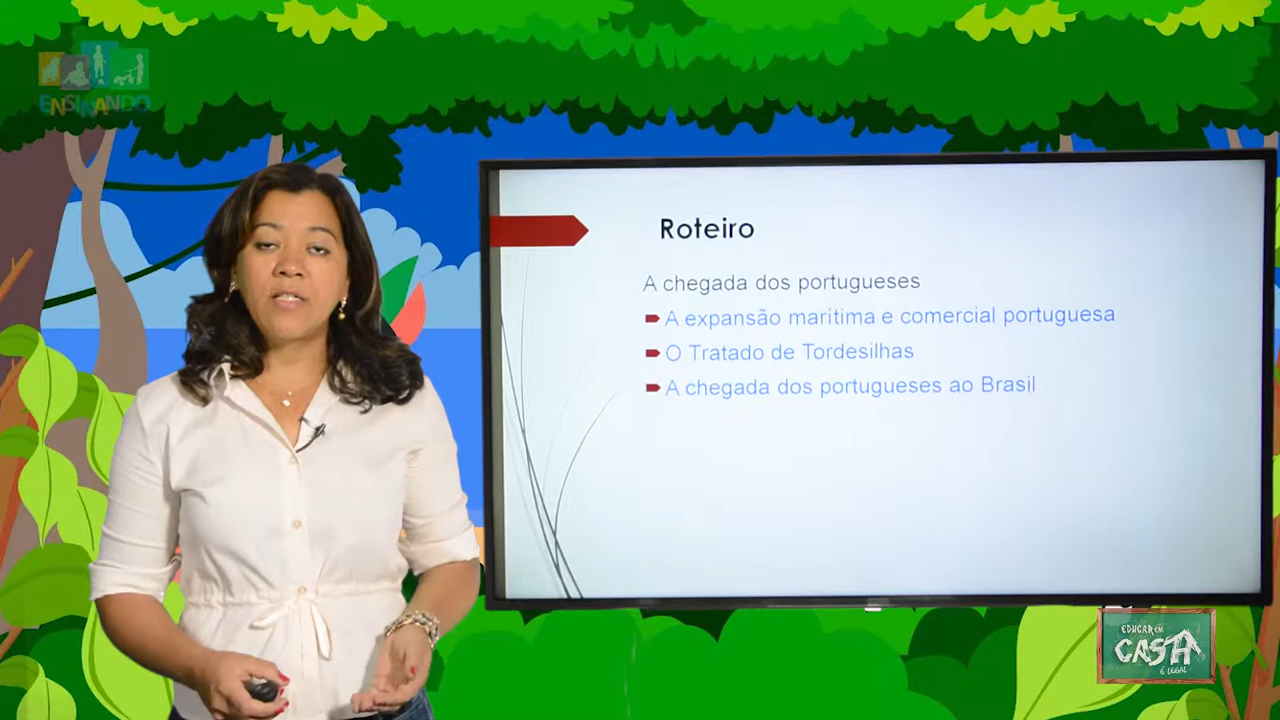 ENSINANDO
Roteiro
A chegada dos portugueses
A expansão marítima e comercial portuguesa
O Tratado de Tordesilhas
A chegada dos portugueses ao Brasil
EDUCAR EM
CASA
É LEGAL